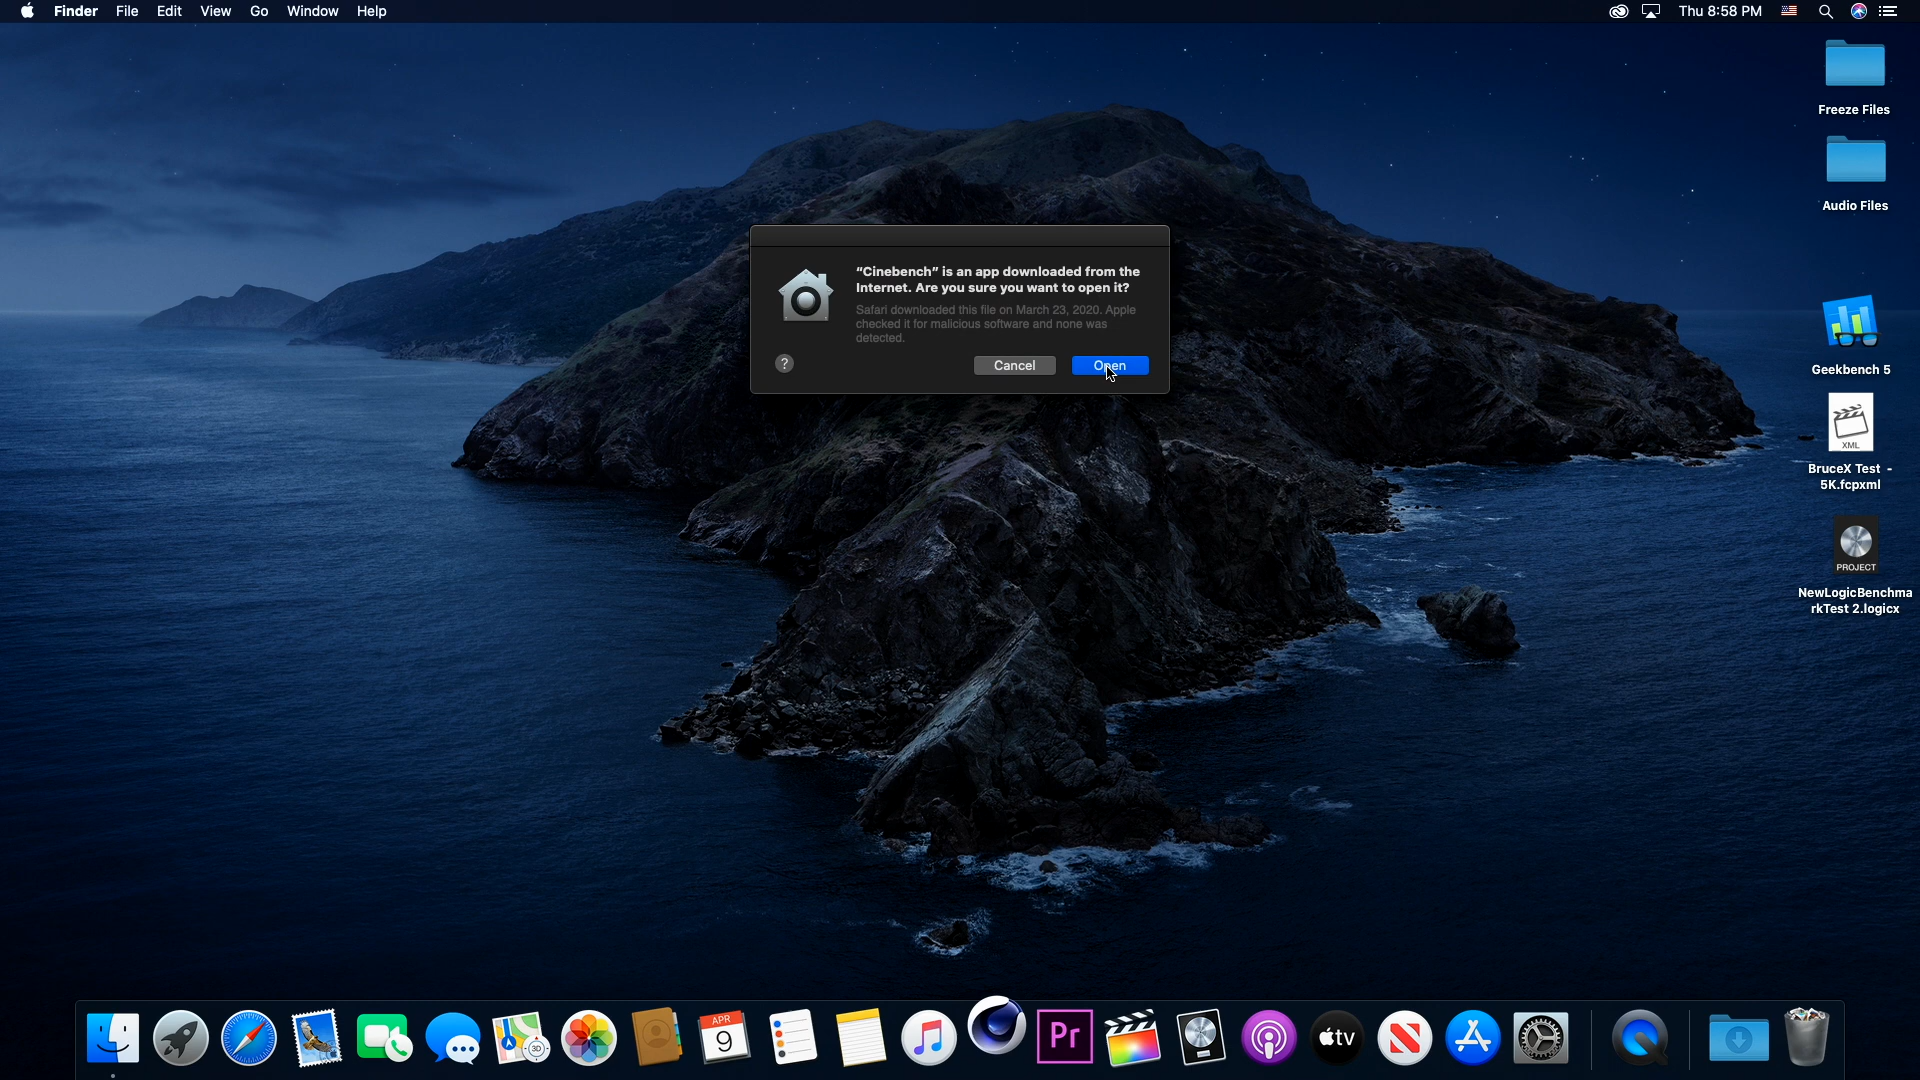 Finder File Edit View Go Window Help
Thu 8:58 PM
Freeze Files
Audio Files
“Cinebench” is an app downloaded from the
Internet. Are you sure you want to open it?
Safari downloaded this file on March 23, 2020. Apple
checked it for malicious software and none was
detected.
?
Cancel
Open
Geekbench 5
XML
BruceX Test -
5K.fcpxml
PROJECT
NewLogicBenchma
rkTest 2.logicx
3D
APR
9
Pr
tv